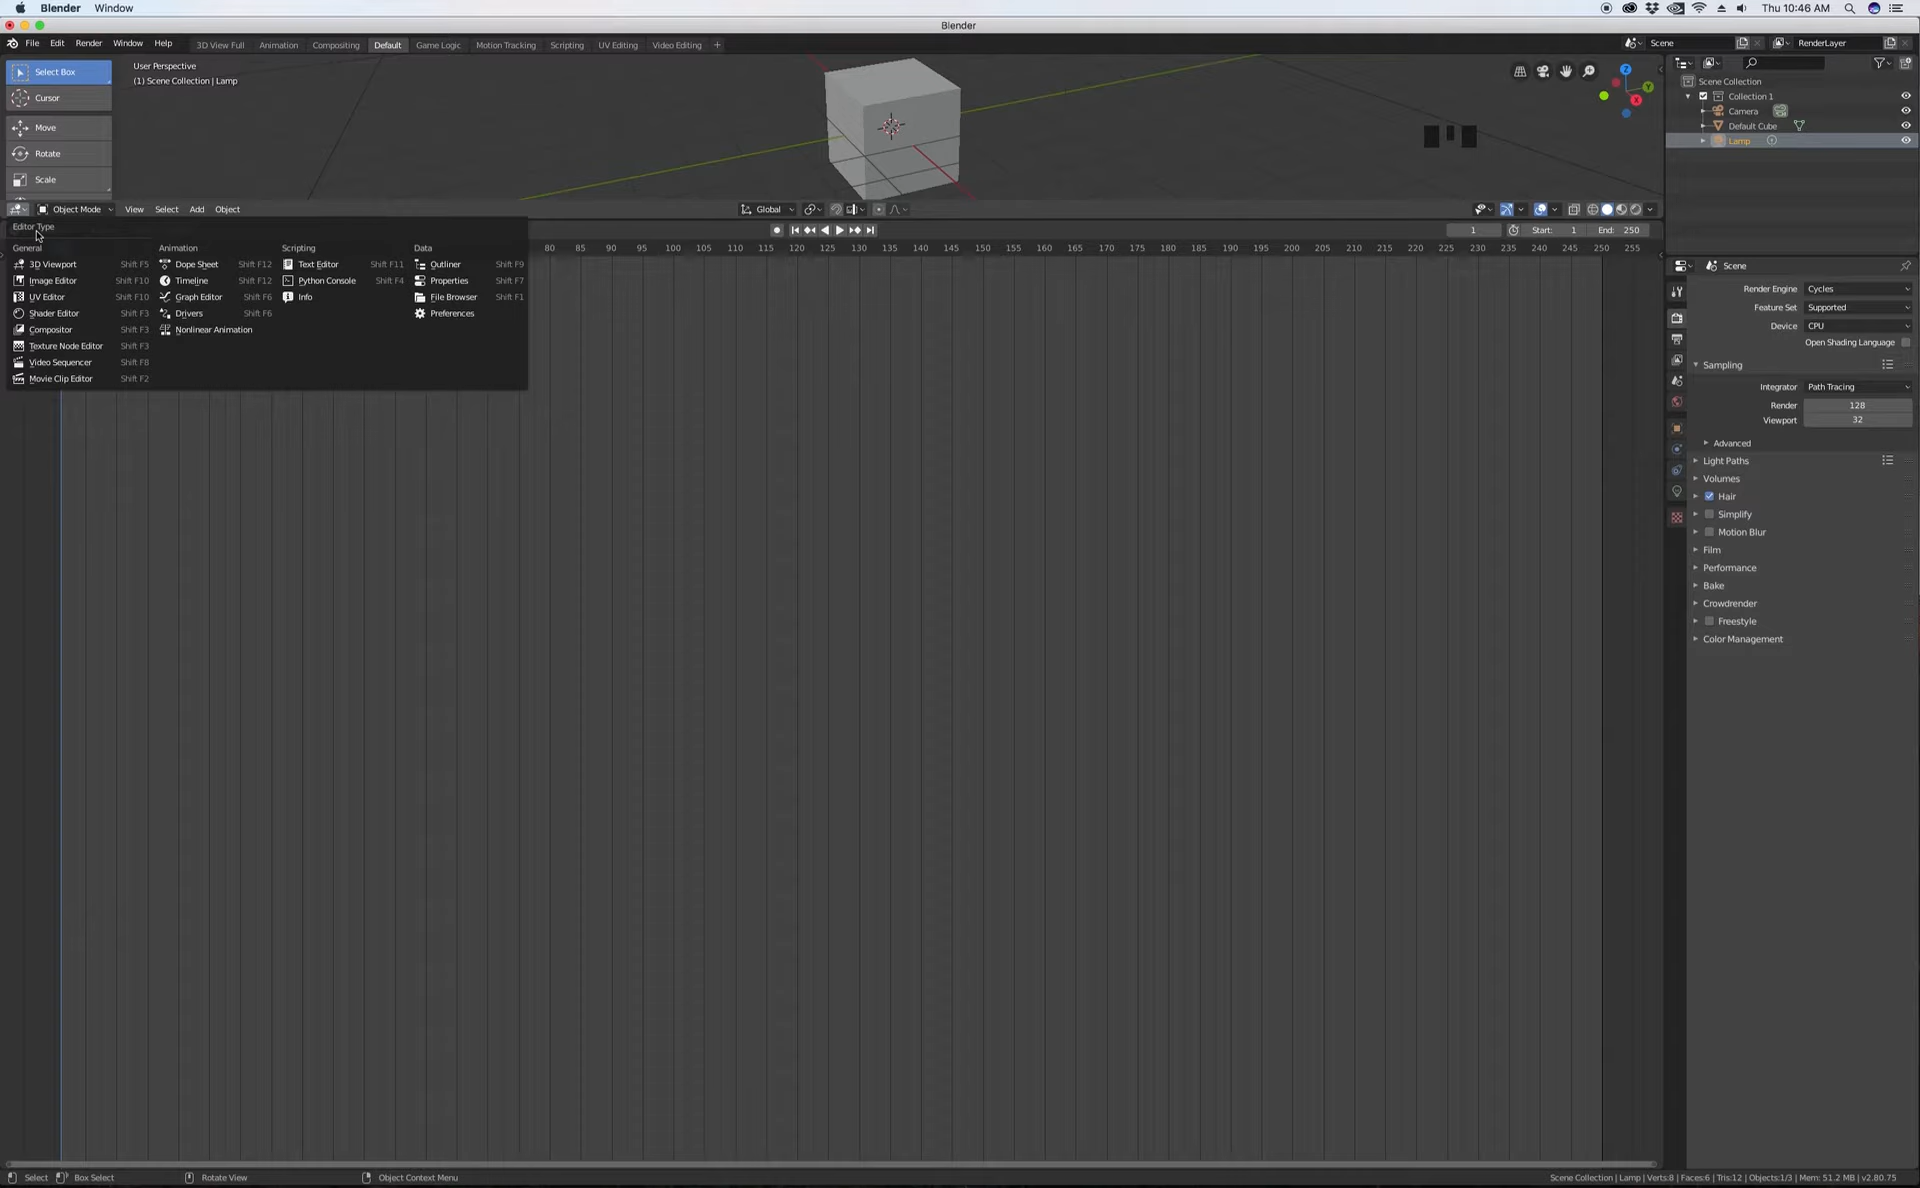 Blender Window Thu 10:46 AM
Blender
File Edit Render Window Help 3D View Full Animation Compositing Default Game Logic Motion Tracking Scripting UV Editing Video Editing + Scene RenderLayer
Select Box
Cursor
Move
Rotate
Scale
User Perspective
(1) Scene Collection | Lamp
Z
Y
X
Scene Collection
Collection 1
Camera
Default Cube
Lamp
Object Mode View Select Add Object Global
Editor Type
1 Start: 1 End: 250
80 85 90 95 100 105 110 115 120 125 130 135 140 145 150 155 160 165 170 175 180 185 190 195 200 205 210 215 220 225 230 235 240 245 250 255
General
3D Viewport Shift F5
Image Editor Shift F10
UV Editor Shift F10
Shader Editor Shift F3
Compositor Shift F3
Texture Node Editor Shift F3
Video Sequencer Shift F8
Movie Clip Editor Shift F2
Animation
Dope Sheet Shift F12
Timeline Shift F12
Graph Editor Shift F6
Drivers Shift F6
Nonlinear Animation
Scripting
Text Editor Shift F11
Python Console Shift F4
Info
Data
Outliner Shift F9
Properties Shift F7
File Browser Shift F1
Preferences
Scene
Render Engine Cycles
Feature Set Supported
Device CPU
Open Shading Language
Sampling
Integrator Path Tracing
Render 128
Viewport 32
Advanced
Light Paths
Volumes
Hair
Simplify
Motion Blur
Film
Performance
Bake
Crowdrender
Freestyle
Color Management
Select Box Select Rotate View Object Context Menu Scene Collection | Lamp | Verts:8 | Faces:6 | Tris:12 | Objects:1/3 | Mem: 51.2 MB | v2.80.75